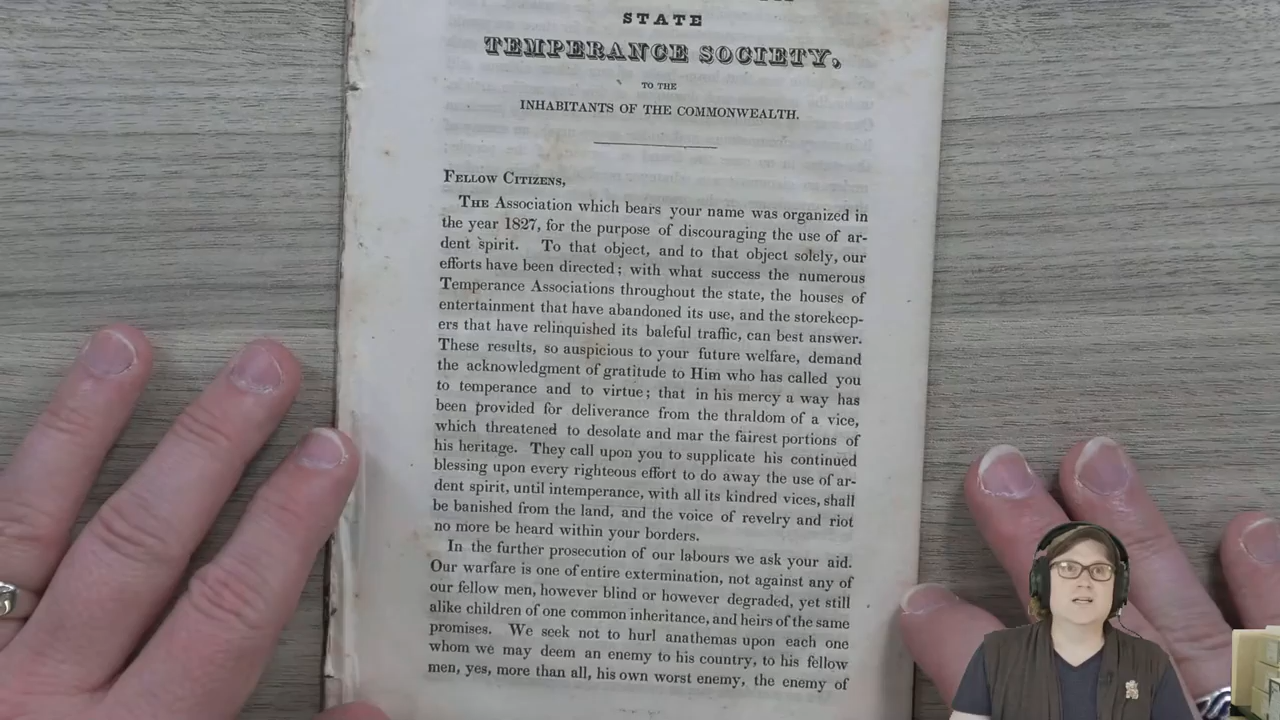 STATE
TEMPERANCE SOCIETY,
TO THE
INHABITANTS OF THE COMMONWEALTH.
FELLOW CITIZENS,
THE Association which bears your name was organized in
the year 1827, for the purpose of discouraging the use of ar-
dent spirit. To that object, and to that object solely, our
efforts have been directed; with what success the numerous
Temperance Associations throughout the state, the houses of
entertainment that have abandoned its use, and the storekeep-
ers that have relinquished its baleful traffic, can best answer.
These results, so auspicious to your future welfare, demand
the acknowledgment of gratitude to Him who has called you
to temperance and to virtue; that in his mercy a way has
been provided for deliverance from the thraldom of a vice,
which threatened to desolate and mar the fairest portions of
his heritage. They call upon you to supplicate his continued
blessing upon every righteous effort to do away the use of ar-
dent spirit, until intemperance, with all its kindred vices, shall
be banished from the land, and the voice of revelry and riot
no more be heard within your borders.
In the further prosecution of our labours we ask your aid.
Our warfare is one of entire extermination, not against any of
our fellow men, however blind or however degraded, yet still
alike children of one common inheritance, and heirs of the same
promises. We seek not to hurl anathemas upon each one
whom we may deem an enemy to his country, to his fellow
men, yes, more than all, his own worst enemy, the enemy of